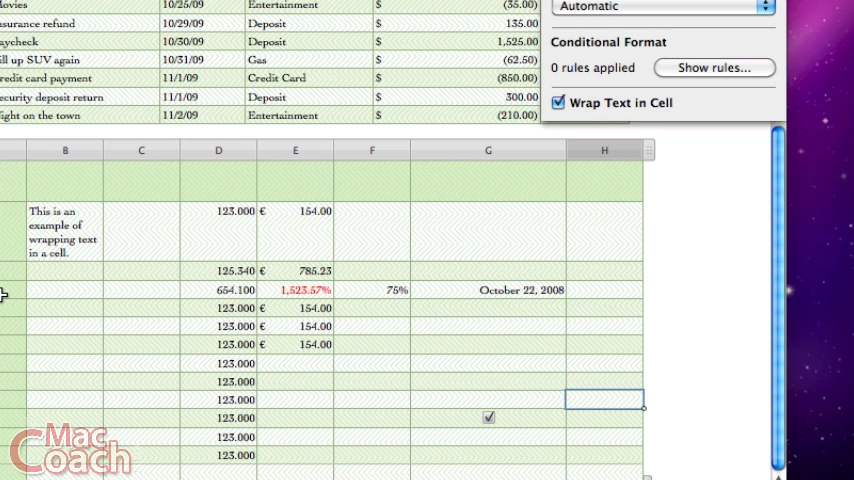 Movies 10/25/09 Entertainment $ (35.00)
nsurance refund 10/29/09 Deposit $ 135.00
aycheck 10/30/09 Deposit $ 1,525.00
ill up SUV again 10/31/09 Gas $ (62.50)
redit card payment 11/1/09 Credit Card $ (850.00)
ecurity deposit return 11/1/09 Deposit $ 300.00
ight on the town 11/2/09 Entertainment $ (210.00)
Automatic
Conditional Format
0 rules applied Show rules...
Wrap Text in Cell
B C D E F G H
This is an 123.000 € 154.00
example of
wrapping text
in a cell.
125.340 € 785.23
654.100 1,523.57% 75% October 22, 2008
123.000 € 154.00
123.000 € 154.00
123.000 € 154.00
123.000
123.000
123.000
123.000
123.000
123.000
Mac
Coach